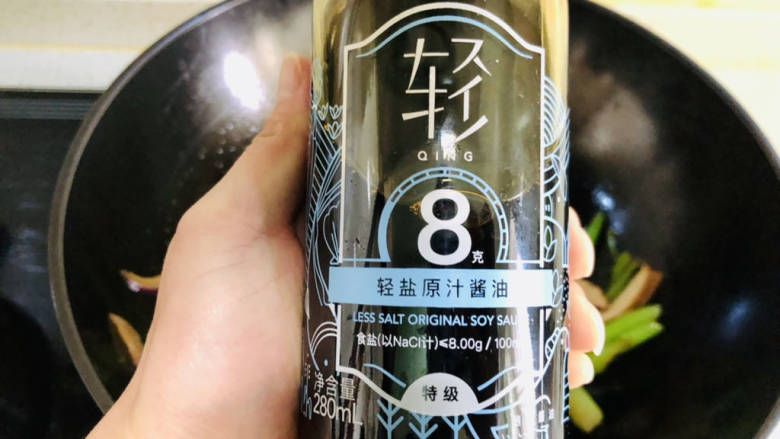 轻
QING
8克
轻盐原汁酱油
LESS SALT ORIGINAL SOY SAUCE
食盐(以NaCl计)≤8.00g / 100m
特级
净含量
280mL